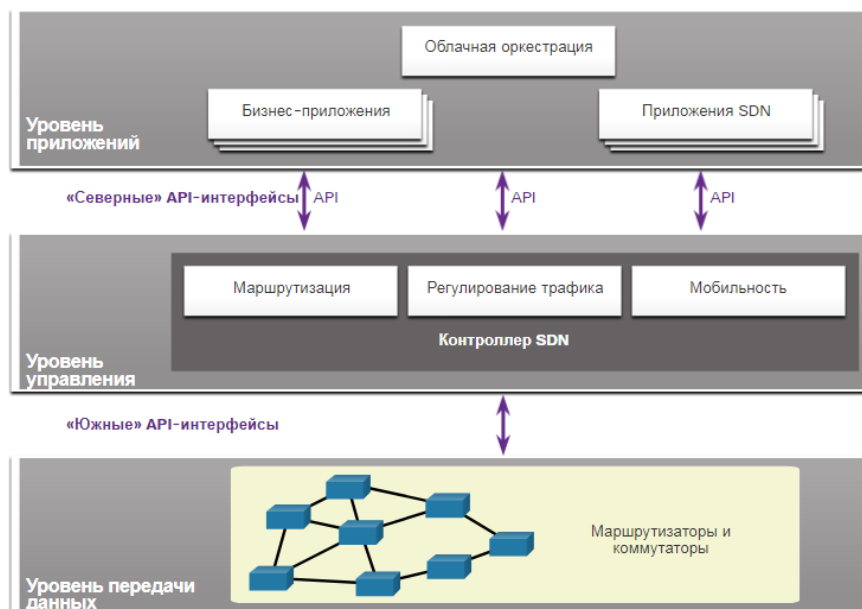 Облачная оркестрация
Бизнес-приложения
Приложения SDN
Уровень
приложений
«Северные» API-интерфейсы
API
API
API
Маршрутизация
Регулирование трафика
Мобильность
Контроллер SDN
Уровень
управления
«Южные» API-интерфейсы
Маршрутизаторы и
коммутаторы
Уровень передачи
данных